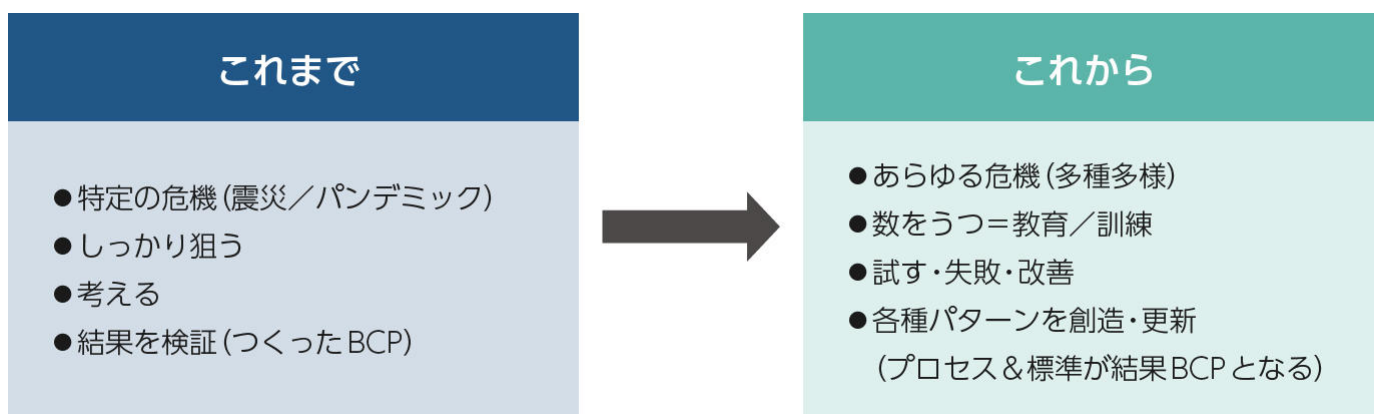 これまで
●特定の危機(震災／パンデミック)
●しっかり狙う
●考える
●結果を検証(つくったBCP)
これから
●あらゆる危機(多種多様)
●数をうつ＝教育／訓練
●試す・失敗・改善
●各種パターンを創造・更新
(プロセス＆標準が結果BCPとなる)